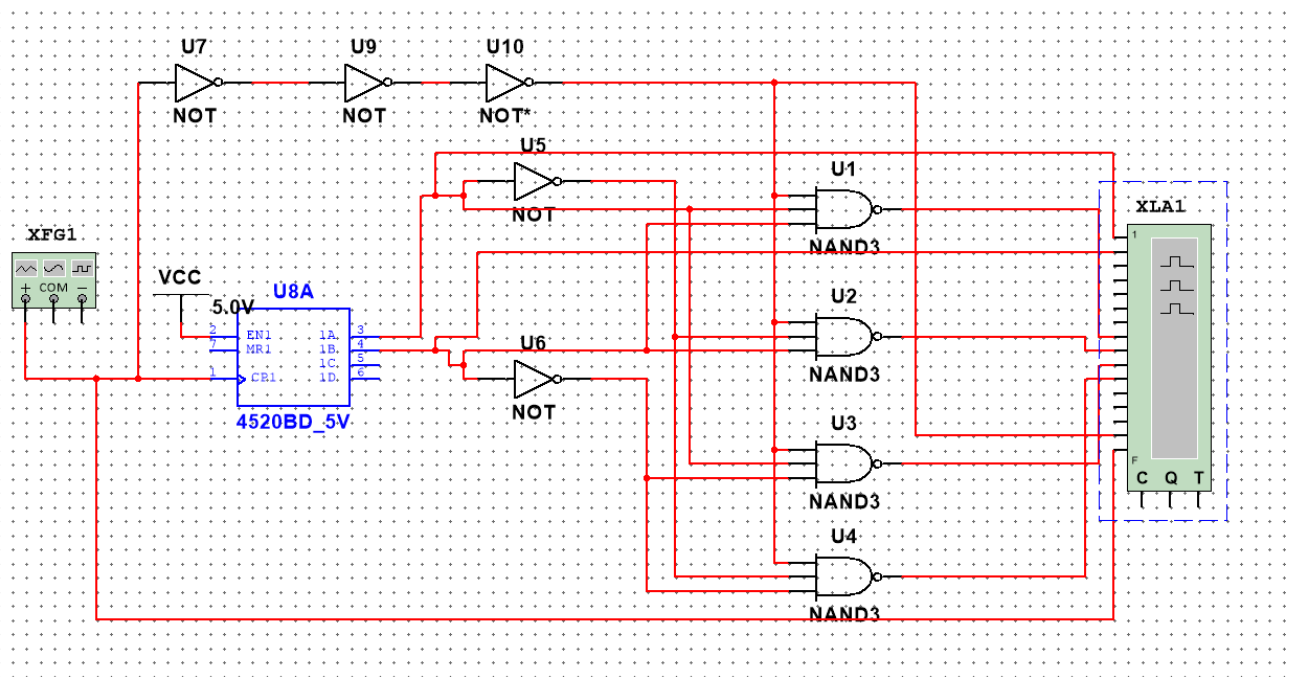 U7 U9 U10
NOT NOT NOT*
U5
NOT
U1
NAND3
XFG1
+ COM −
VCC
5.0V
U8A
2 EN1 1A 3
7 MR1 1B 4
1C 5
1 CP1 1D 6
4520BD_5V
U6
NOT
U2
NAND3
U3
NAND3
U4
NAND3
XLA1
1
F
C Q T